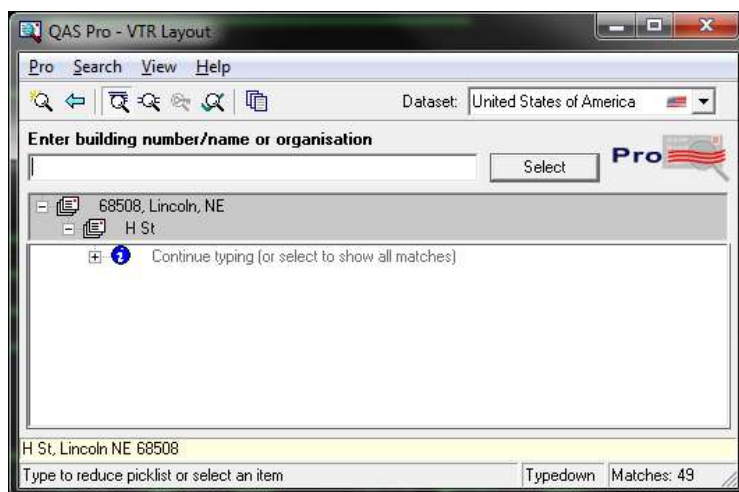 QAS Pro - VTR Layout
Pro Search View Help
Dataset: United States of America
Enter building number/name or organisation
Select
Pro
68508, Lincoln, NE
H St
Continue typing (or select to show all matches)
H St, Lincoln NE 68508
Type to reduce picklist or select an item Typedown Matches: 49